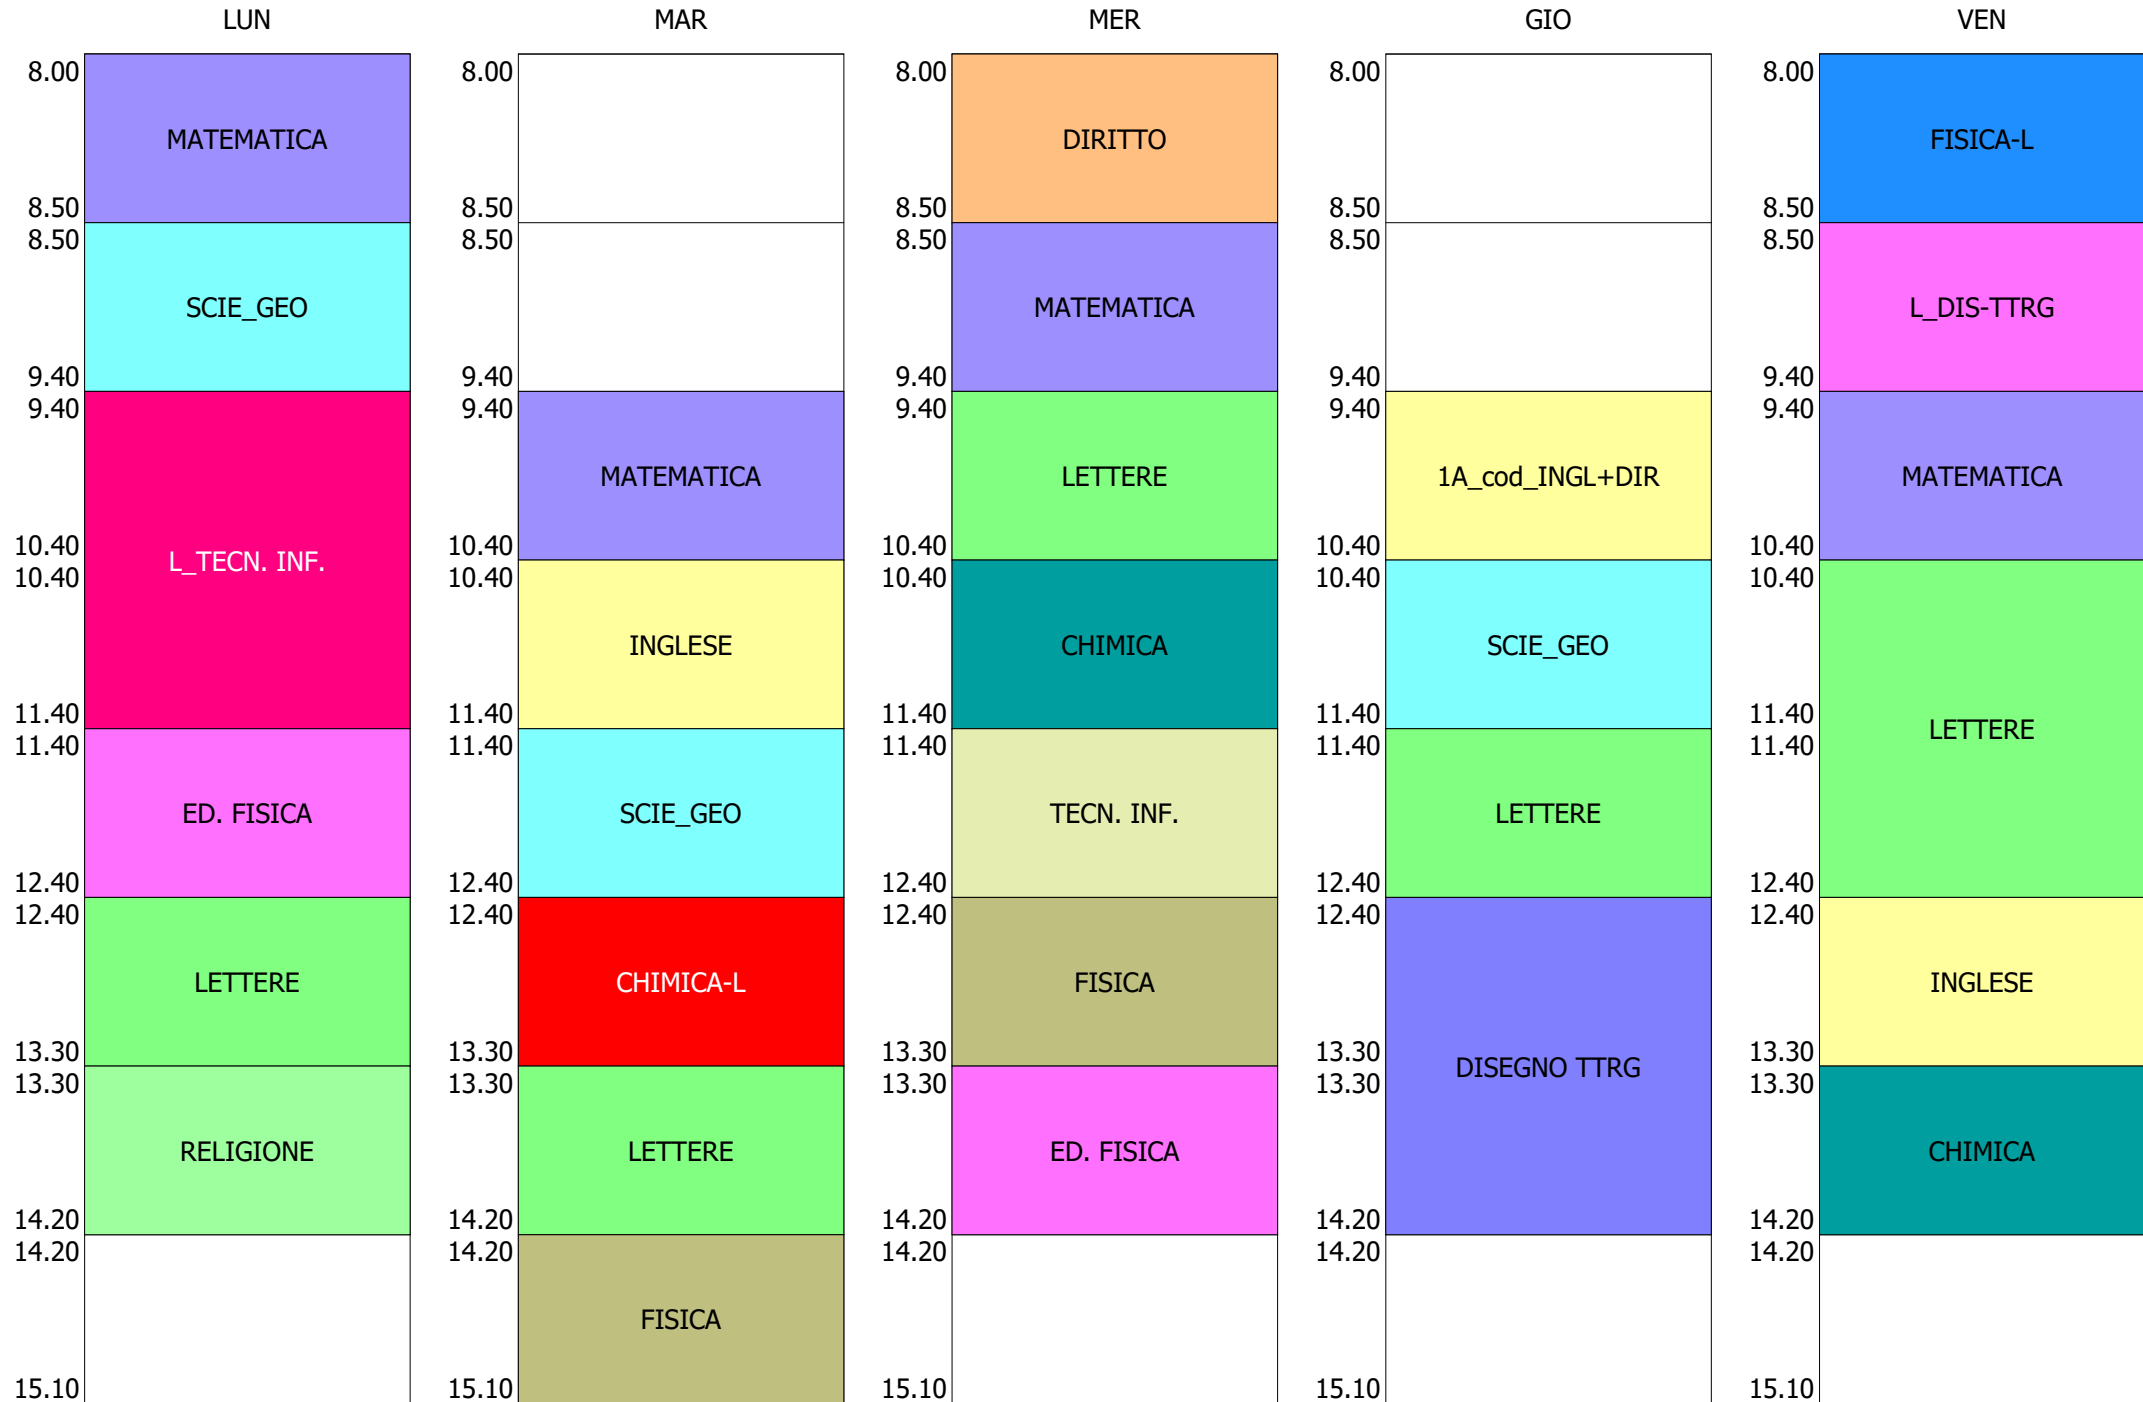 LUN
8.00
MATEMATICA
8.50
8.50
SCIE_GEO
9.40
9.40
10.40
L_TECN. INF.
10.40
11.40
11.40
ED. FISICA
12.40
12.40
LETTERE
13.30
13.30
RELIGIONE
14.20
14.20
15.10
MAR
8.00
8.50
8.50
9.40
9.40
MATEMATICA
10.40
10.40
INGLESE
11.40
11.40
SCIE_GEO
12.40
12.40
CHIMICA-L
13.30
13.30
LETTERE
14.20
14.20
FISICA
15.10
MER
8.00
DIRITTO
8.50
8.50
MATEMATICA
9.40
9.40
LETTERE
10.40
10.40
CHIMICA
11.40
11.40
TECN. INF.
12.40
12.40
FISICA
13.30
13.30
ED. FISICA
14.20
14.20
15.10
GIO
8.00
8.50
8.50
9.40
9.40
1A_cod_INGL+DIR
10.40
10.40
SCIE_GEO
11.40
11.40
LETTERE
12.40
12.40
13.30
DISEGNO TTRG
13.30
14.20
14.20
15.10
VEN
8.00
FISICA-L
8.50
8.50
L_DIS-TTRG
9.40
9.40
MATEMATICA
10.40
10.40
11.40
LETTERE
11.40
12.40
12.40
INGLESE
13.30
13.30
CHIMICA
14.20
14.20
15.10